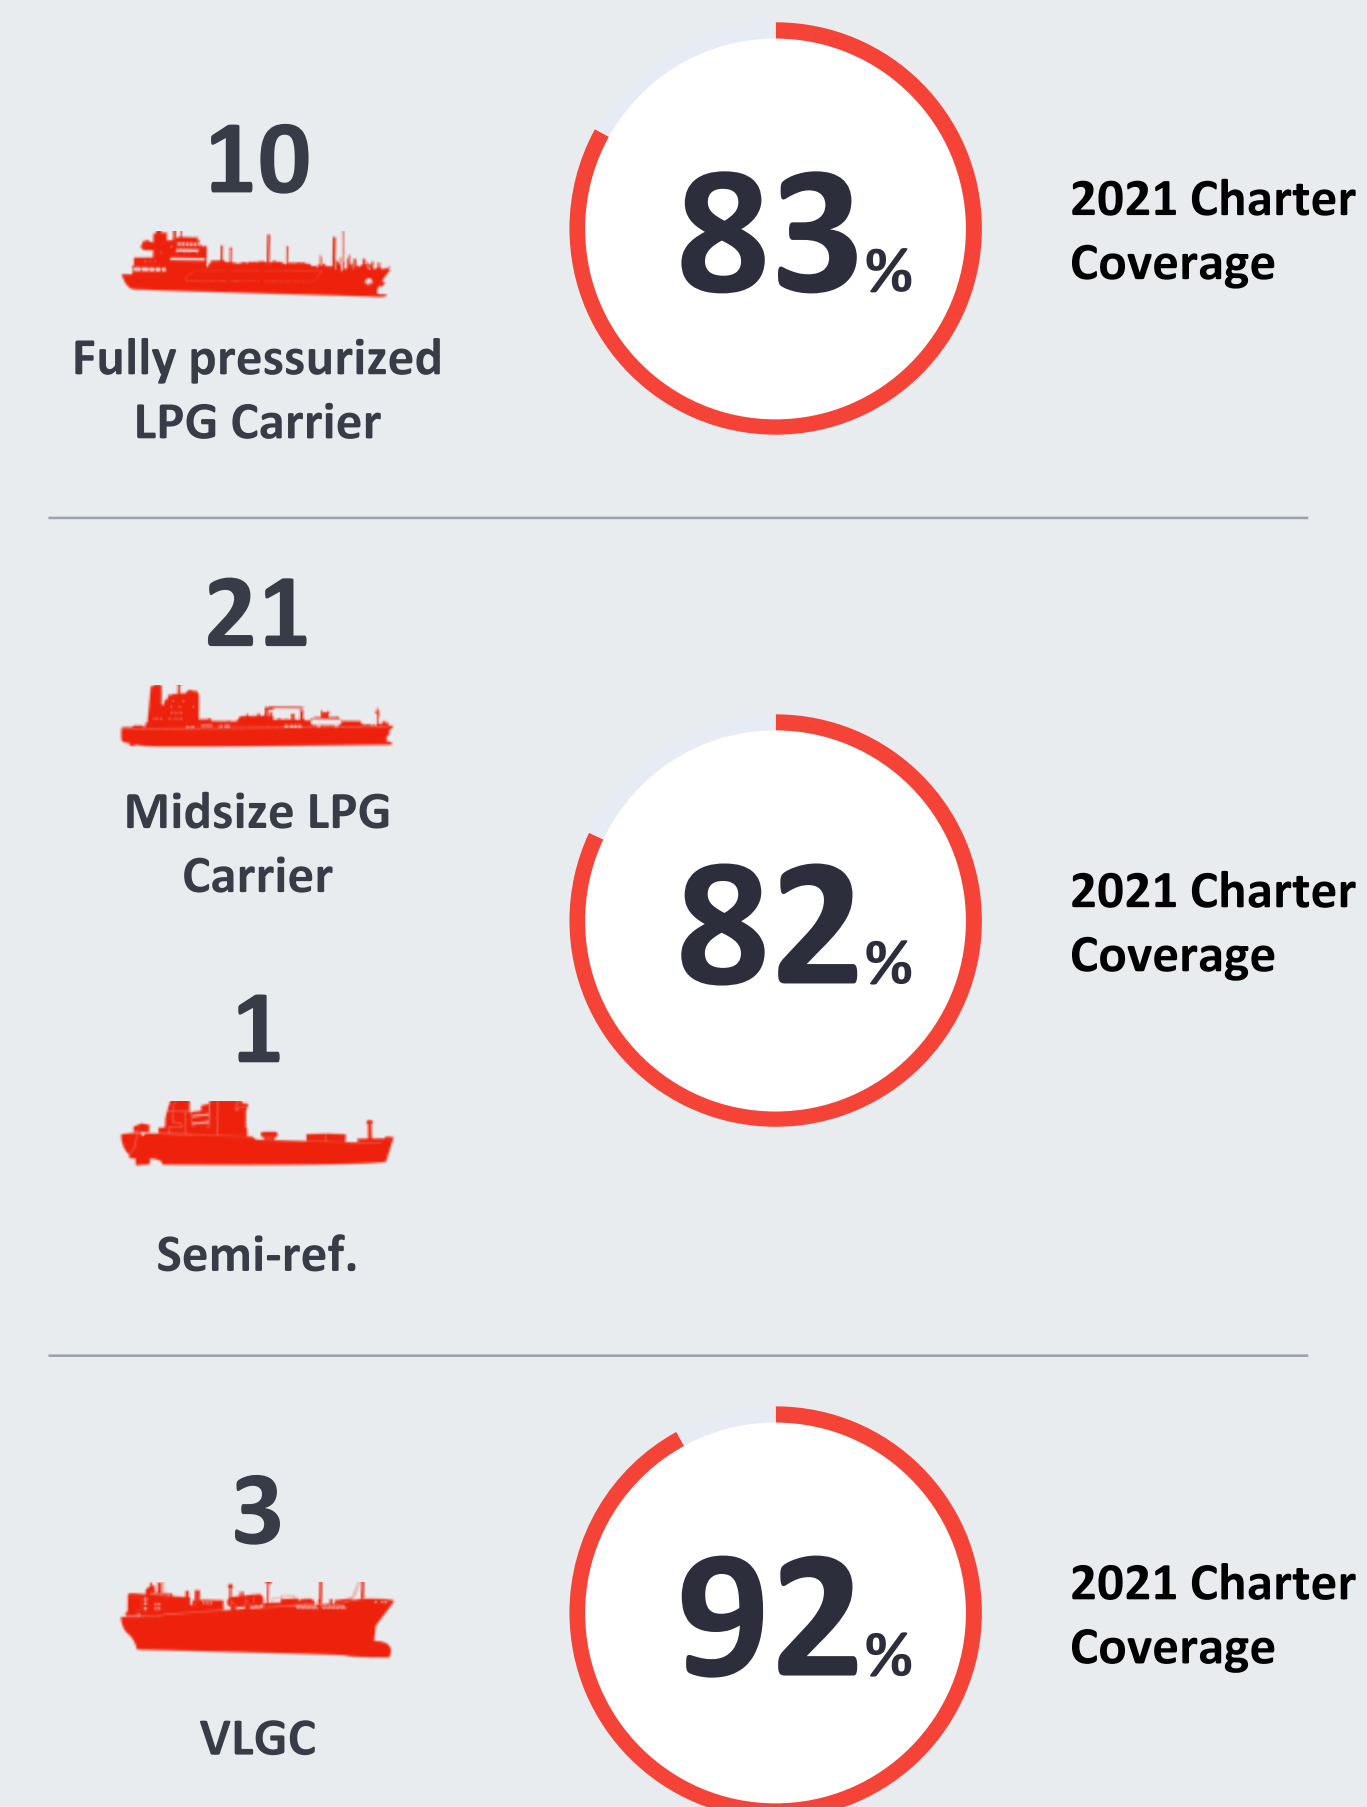 10
Fully pressurized
LPG Carrier
83%
2021 Charter
Coverage
21
Midsize LPG
Carrier
1
Semi-ref.
82%
2021 Charter
Coverage
3
VLGC
92%
2021 Charter
Coverage